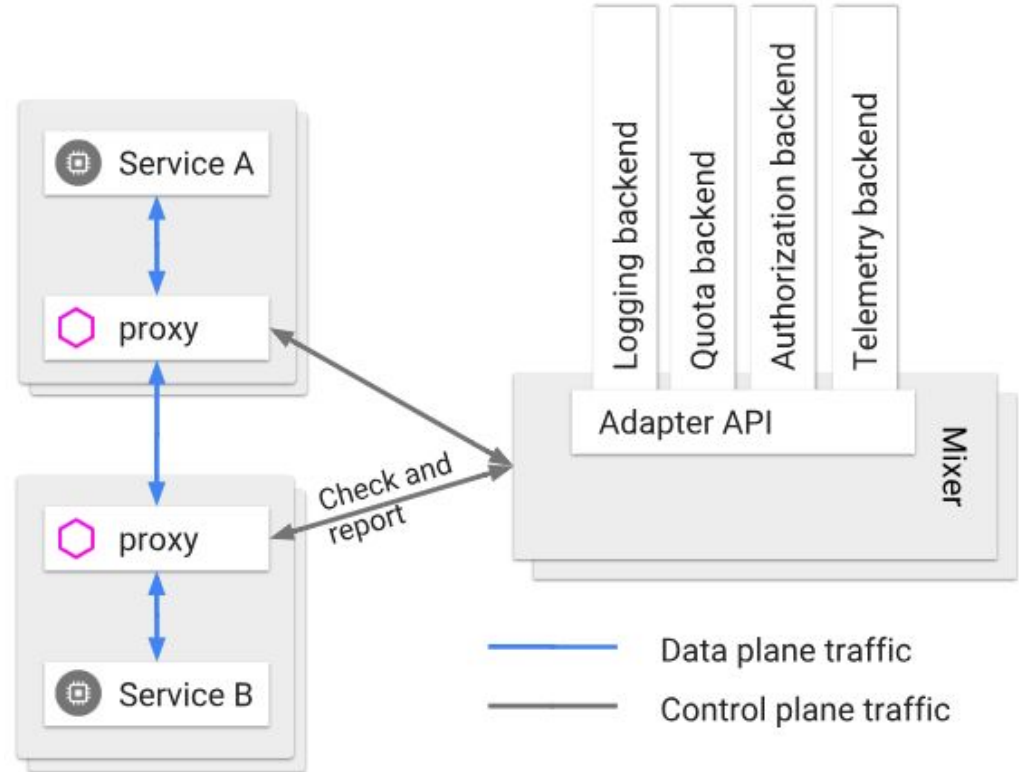 Service A
proxy
proxy
Service B
Check and
report
Logging backend
Quota backend
Authorization backend
Telemetry backend
Adapter API
Mixer
Data plane traffic
Control plane traffic